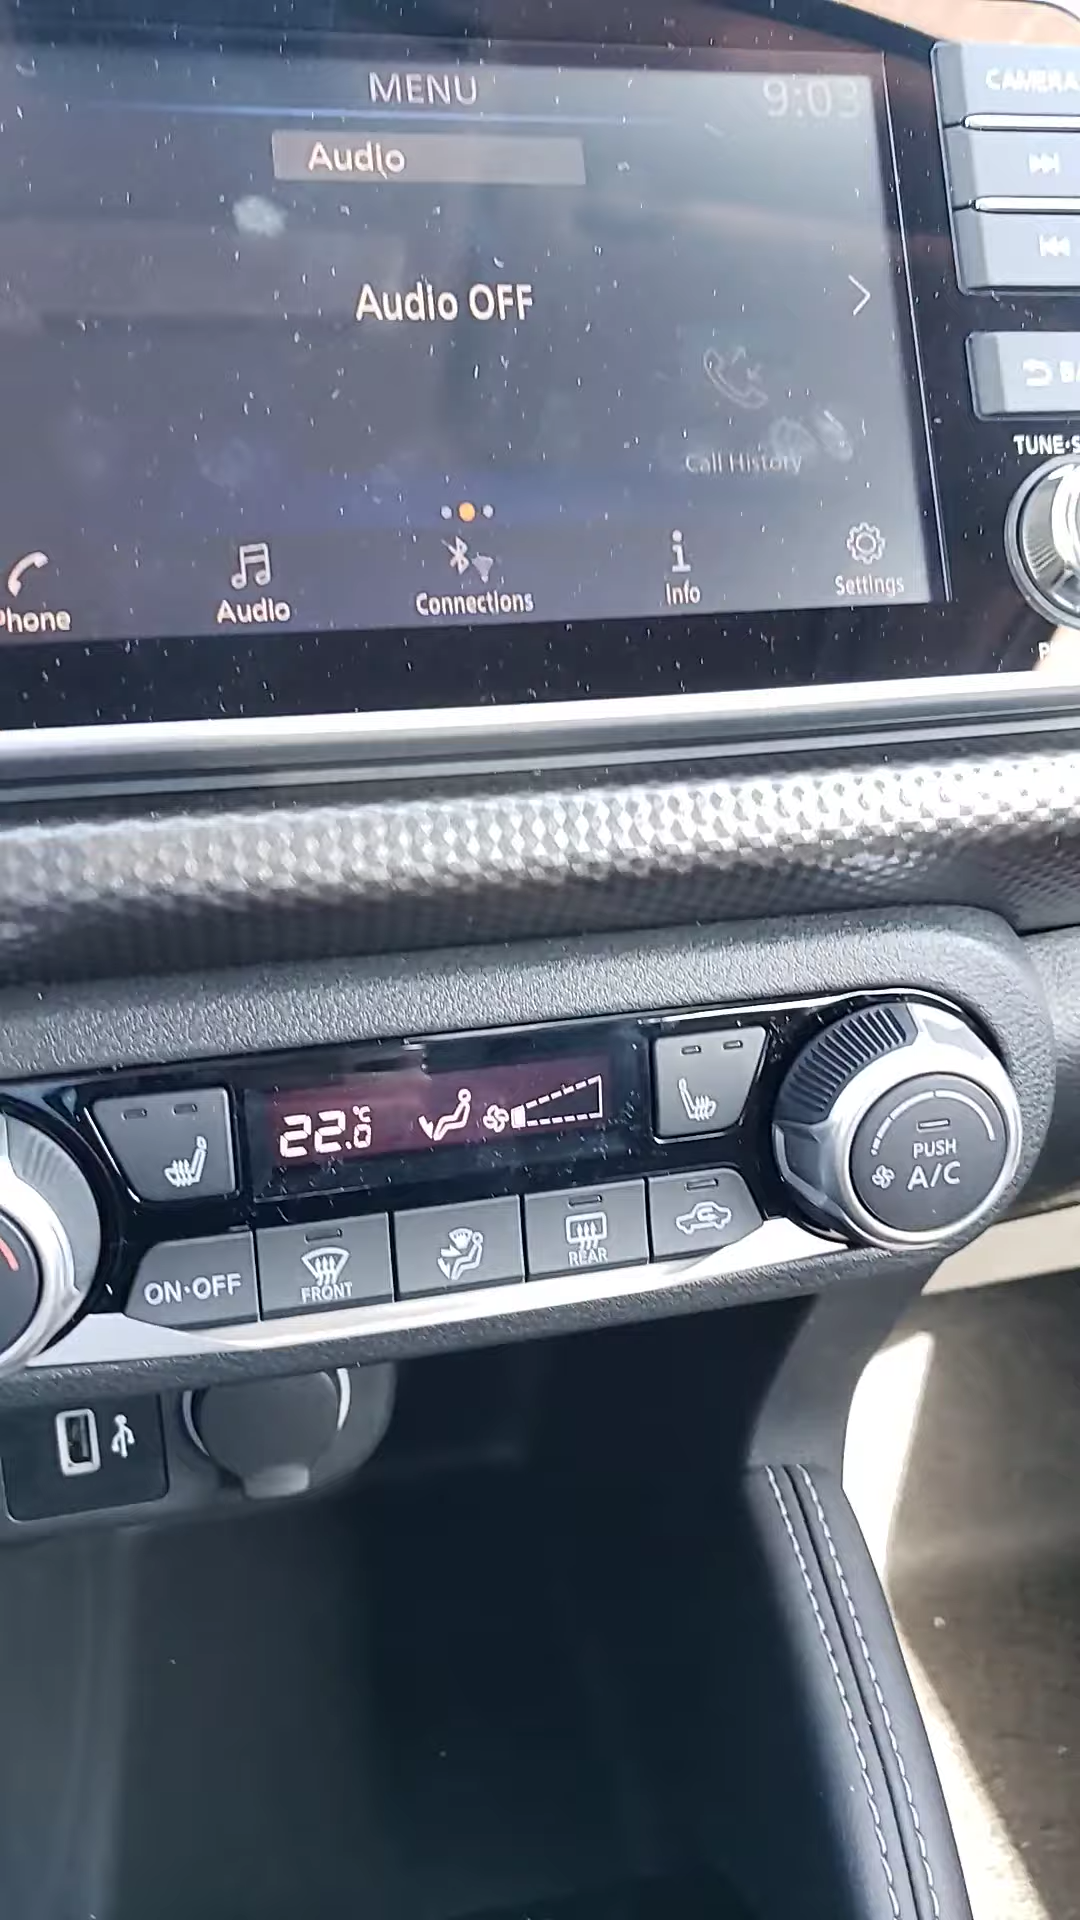 MENU
9:03
CAMERA
Audio
Audio OFF
Call History
TUNE·S
Phone
Audio
Connections
Info
Settings
22.0 °C
PUSH
A/C
ON·OFF
FRONT
REAR